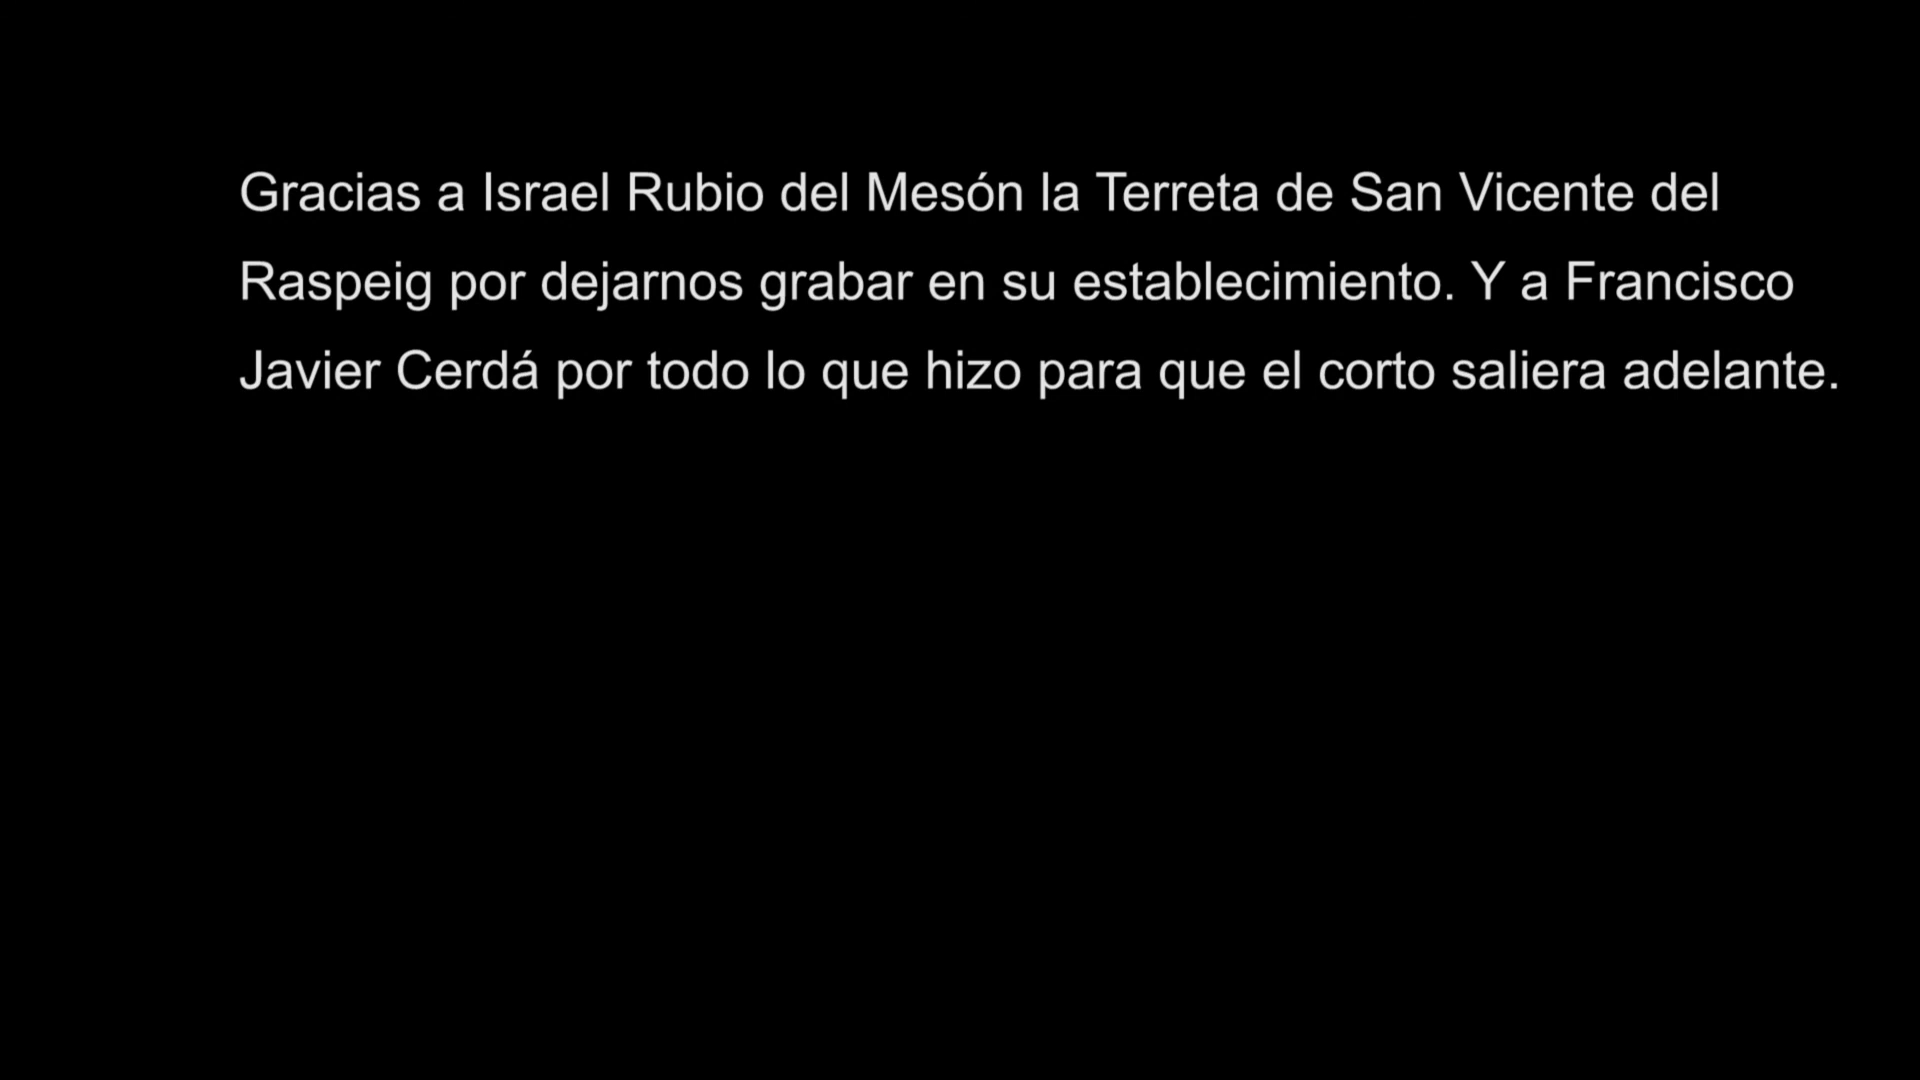 Gracias a Israel Rubio del Mesón la Terreta de San Vicente del
Raspeig por dejarnos grabar en su establecimiento. Y a Francisco
Javier Cerdá por todo lo que hizo para que el corto saliera adelante.